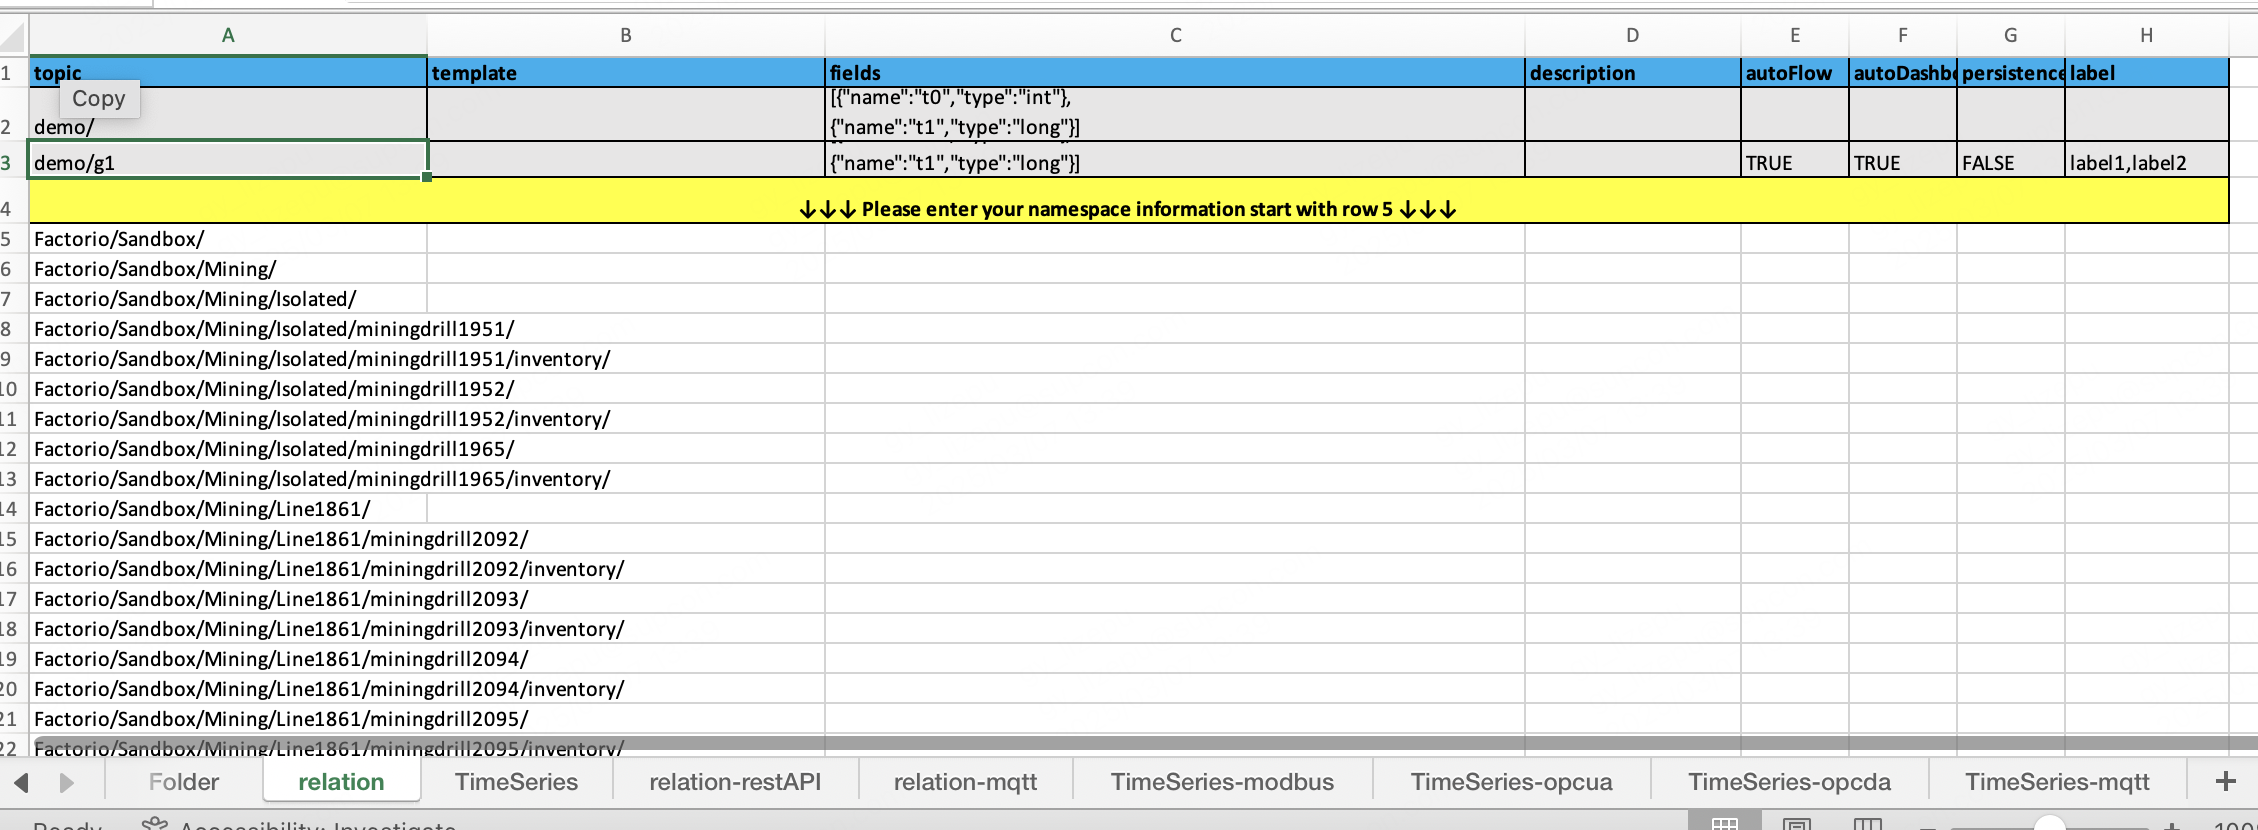 A B C D E F G H
1 topic template fields description autoFlow autoDashbo persistence label
Copy
[{"name":"t0","type":"int"},
2 demo/ {"name":"t1","type":"long"}]
3 demo/g1 {"name":"t1","type":"long"}] TRUE TRUE FALSE label1,label2
4 ↓↓↓ Please enter your namespace information start with row 5 ↓↓↓
5 Factorio/Sandbox/
6 Factorio/Sandbox/Mining/
7 Factorio/Sandbox/Mining/Isolated/
8 Factorio/Sandbox/Mining/Isolated/miningdrill1951/
9 Factorio/Sandbox/Mining/Isolated/miningdrill1951/inventory/
10 Factorio/Sandbox/Mining/Isolated/miningdrill1952/
11 Factorio/Sandbox/Mining/Isolated/miningdrill1952/inventory/
12 Factorio/Sandbox/Mining/Isolated/miningdrill1965/
13 Factorio/Sandbox/Mining/Isolated/miningdrill1965/inventory/
14 Factorio/Sandbox/Mining/Line1861/
15 Factorio/Sandbox/Mining/Line1861/miningdrill2092/
16 Factorio/Sandbox/Mining/Line1861/miningdrill2092/inventory/
17 Factorio/Sandbox/Mining/Line1861/miningdrill2093/
18 Factorio/Sandbox/Mining/Line1861/miningdrill2093/inventory/
19 Factorio/Sandbox/Mining/Line1861/miningdrill2094/
20 Factorio/Sandbox/Mining/Line1861/miningdrill2094/inventory/
21 Factorio/Sandbox/Mining/Line1861/miningdrill2095/
22 Factorio/Sandbox/Mining/Line1861/miningdrill2095/inventory/
Folder relation TimeSeries relation-restAPI relation-mqtt TimeSeries-modbus TimeSeries-opcua TimeSeries-opcda TimeSeries-mqtt +
Ready Accessibility: Investigate